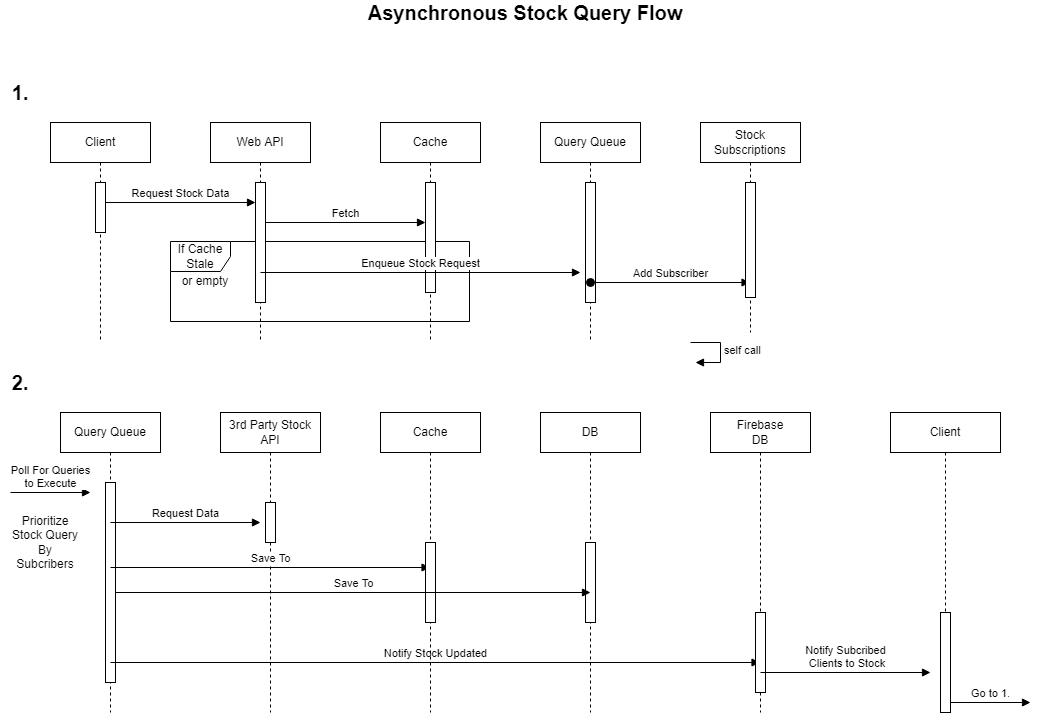 Asynchronous Stock Query Flow
1.
Client
Web API
Cache
Query Queue
Stock
Subscriptions
Request Stock Data
Fetch
If Cache
Stale
or empty
Enqueue Stock Request
Add Subscriber
self call
2.
Query Queue
3rd Party Stock
API
Cache
DB
Firebase
DB
Client
Poll For Queries
to Execute
Prioritize
Stock Query
By
Subcribers
Request Data
Save To
Save To
Notify Stock Updated
Notify Subcribed
Clients to Stock
Go to 1.